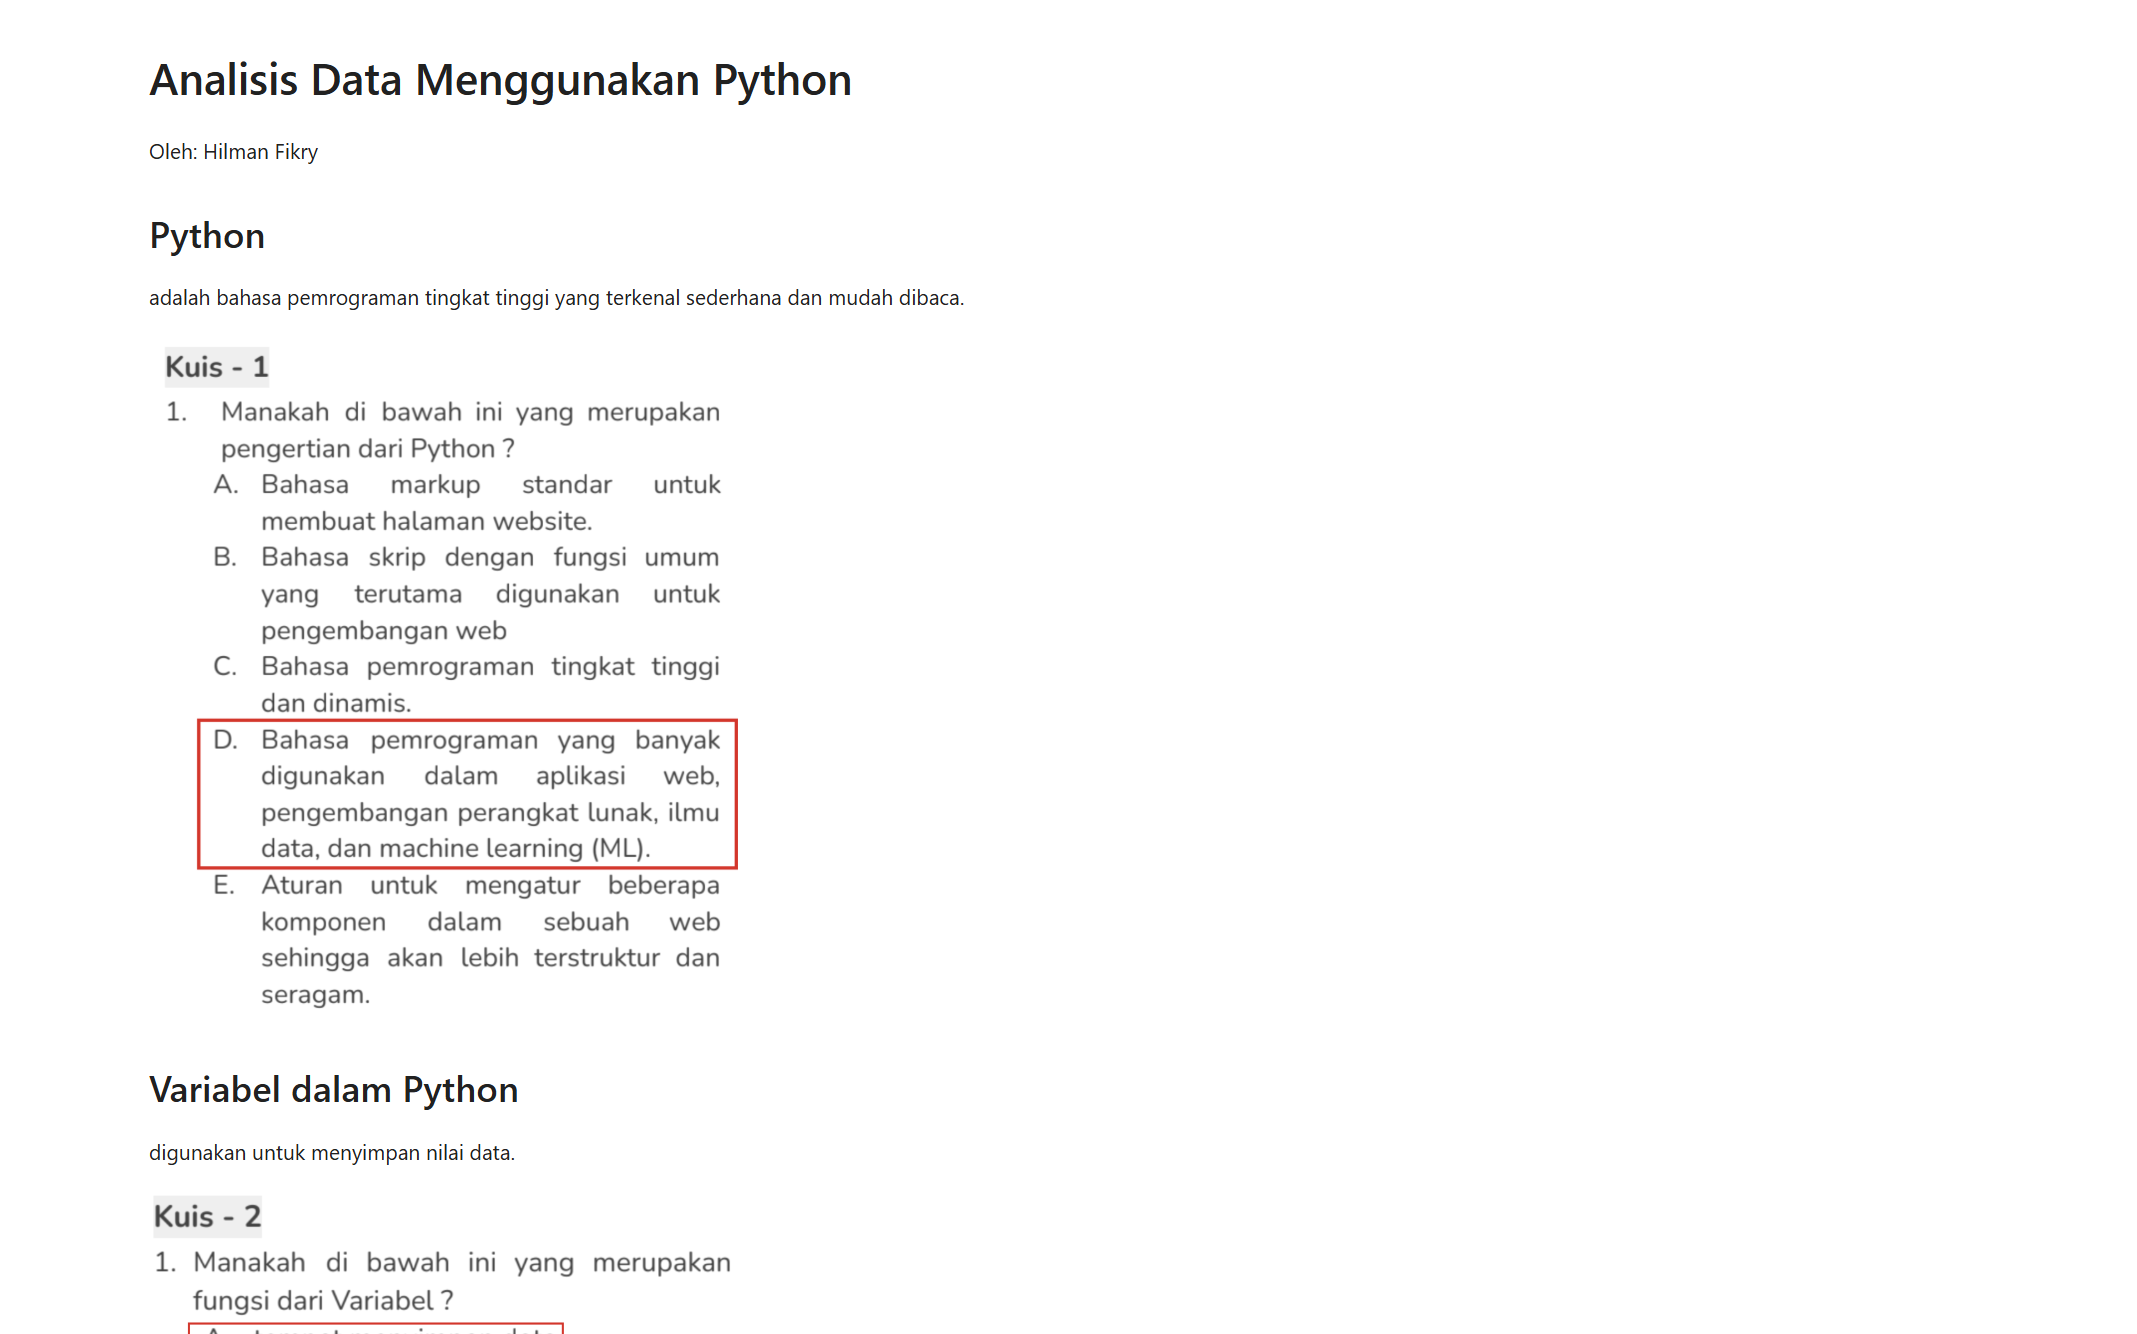 Analisis Data Menggunakan Python
Oleh: Hilman Fikry
Python
adalah bahasa pemrograman tingkat tinggi yang terkenal sederhana dan mudah dibaca.
Kuis - 1
1. Manakah di bawah ini yang merupakan
pengertian dari Python ?
A. Bahasa markup standar untuk
membuat halaman website.
B. Bahasa skrip dengan fungsi umum
yang terutama digunakan untuk
pengembangan web
C. Bahasa pemrograman tingkat tinggi
dan dinamis.
D. Bahasa pemrograman yang banyak
digunakan dalam aplikasi web,
pengembangan perangkat lunak, ilmu
data, dan machine learning (ML).
E. Aturan untuk mengatur beberapa
komponen dalam sebuah web
sehingga akan lebih terstruktur dan
seragam.
Variabel dalam Python
digunakan untuk menyimpan nilai data.
Kuis - 2
1. Manakah di bawah ini yang merupakan
fungsi dari Variabel ?